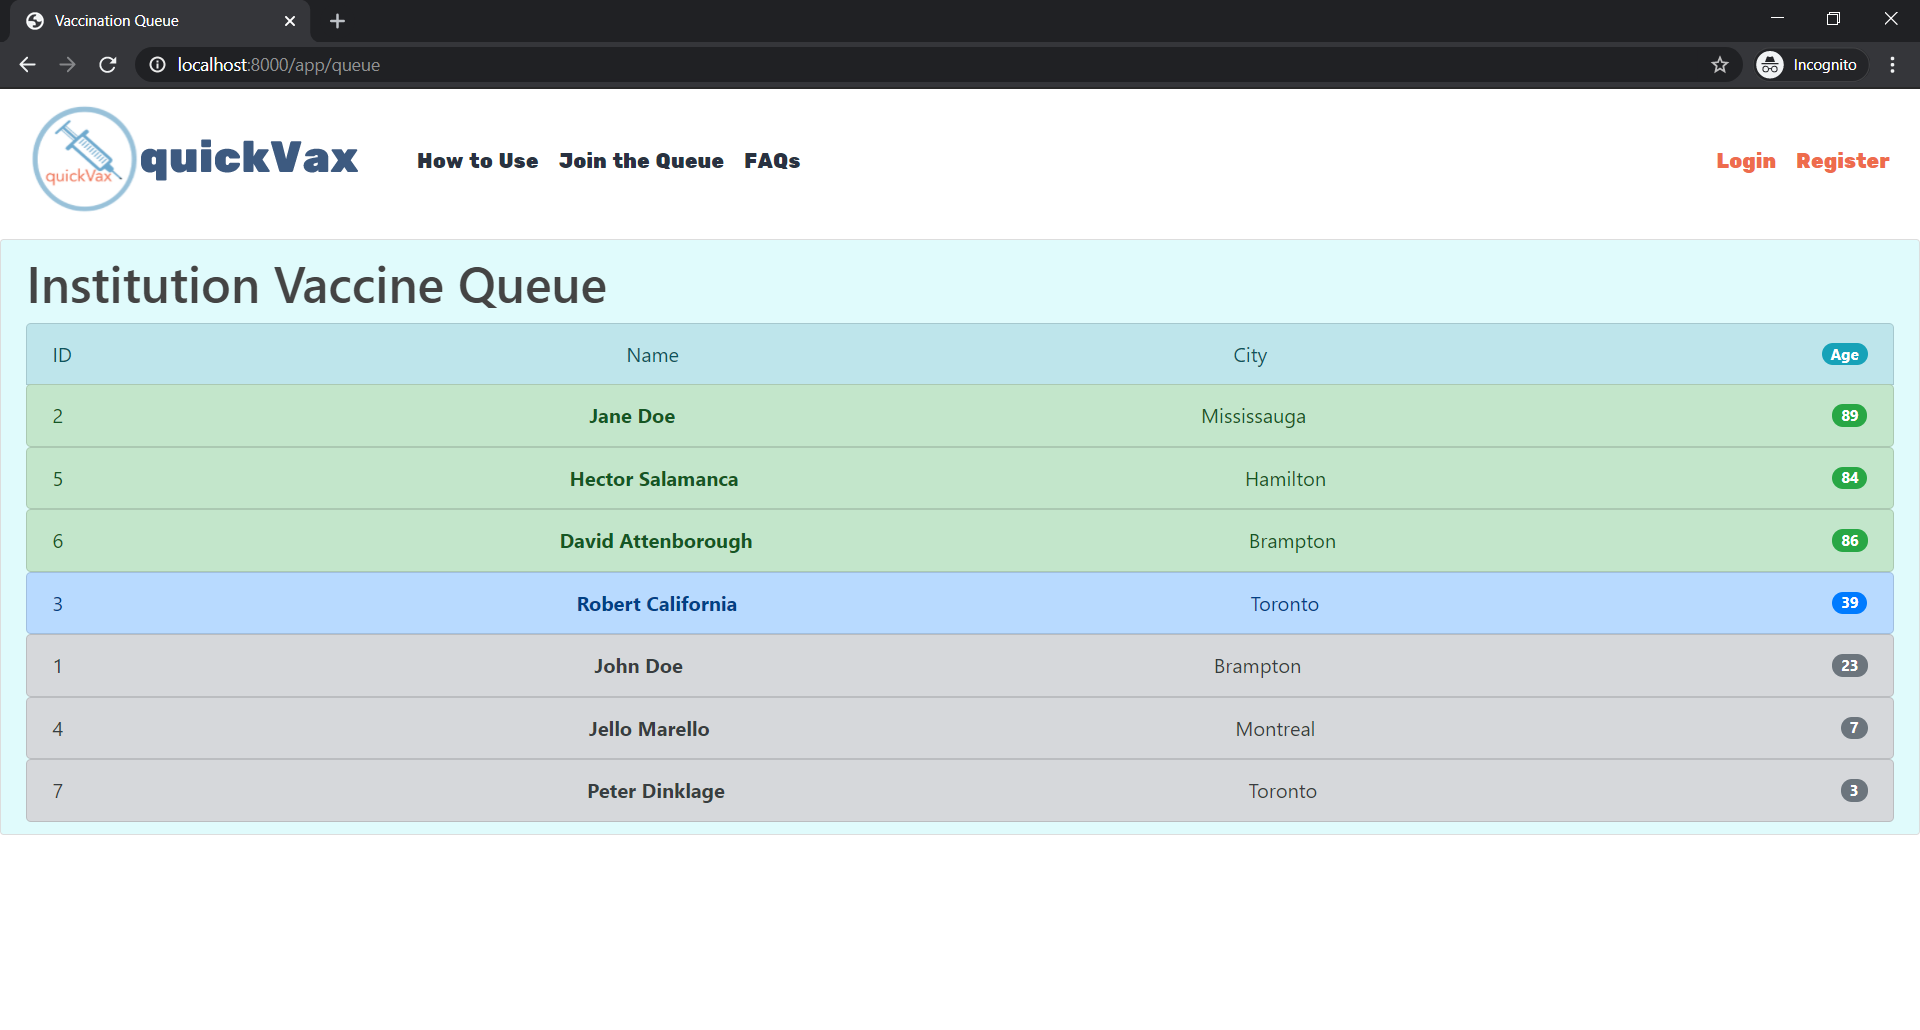 Vaccination Queue
localhost:8000/app/queue
Incognito
quickVax
quickVax
How to Use Join the Queue FAQs
Login Register
Institution Vaccine Queue
ID Name City Age
2 Jane Doe Mississauga 89
5 Hector Salamanca Hamilton 84
6 David Attenborough Brampton 86
3 Robert California Toronto 39
1 John Doe Brampton 23
4 Jello Marello Montreal 7
7 Peter Dinklage Toronto 3